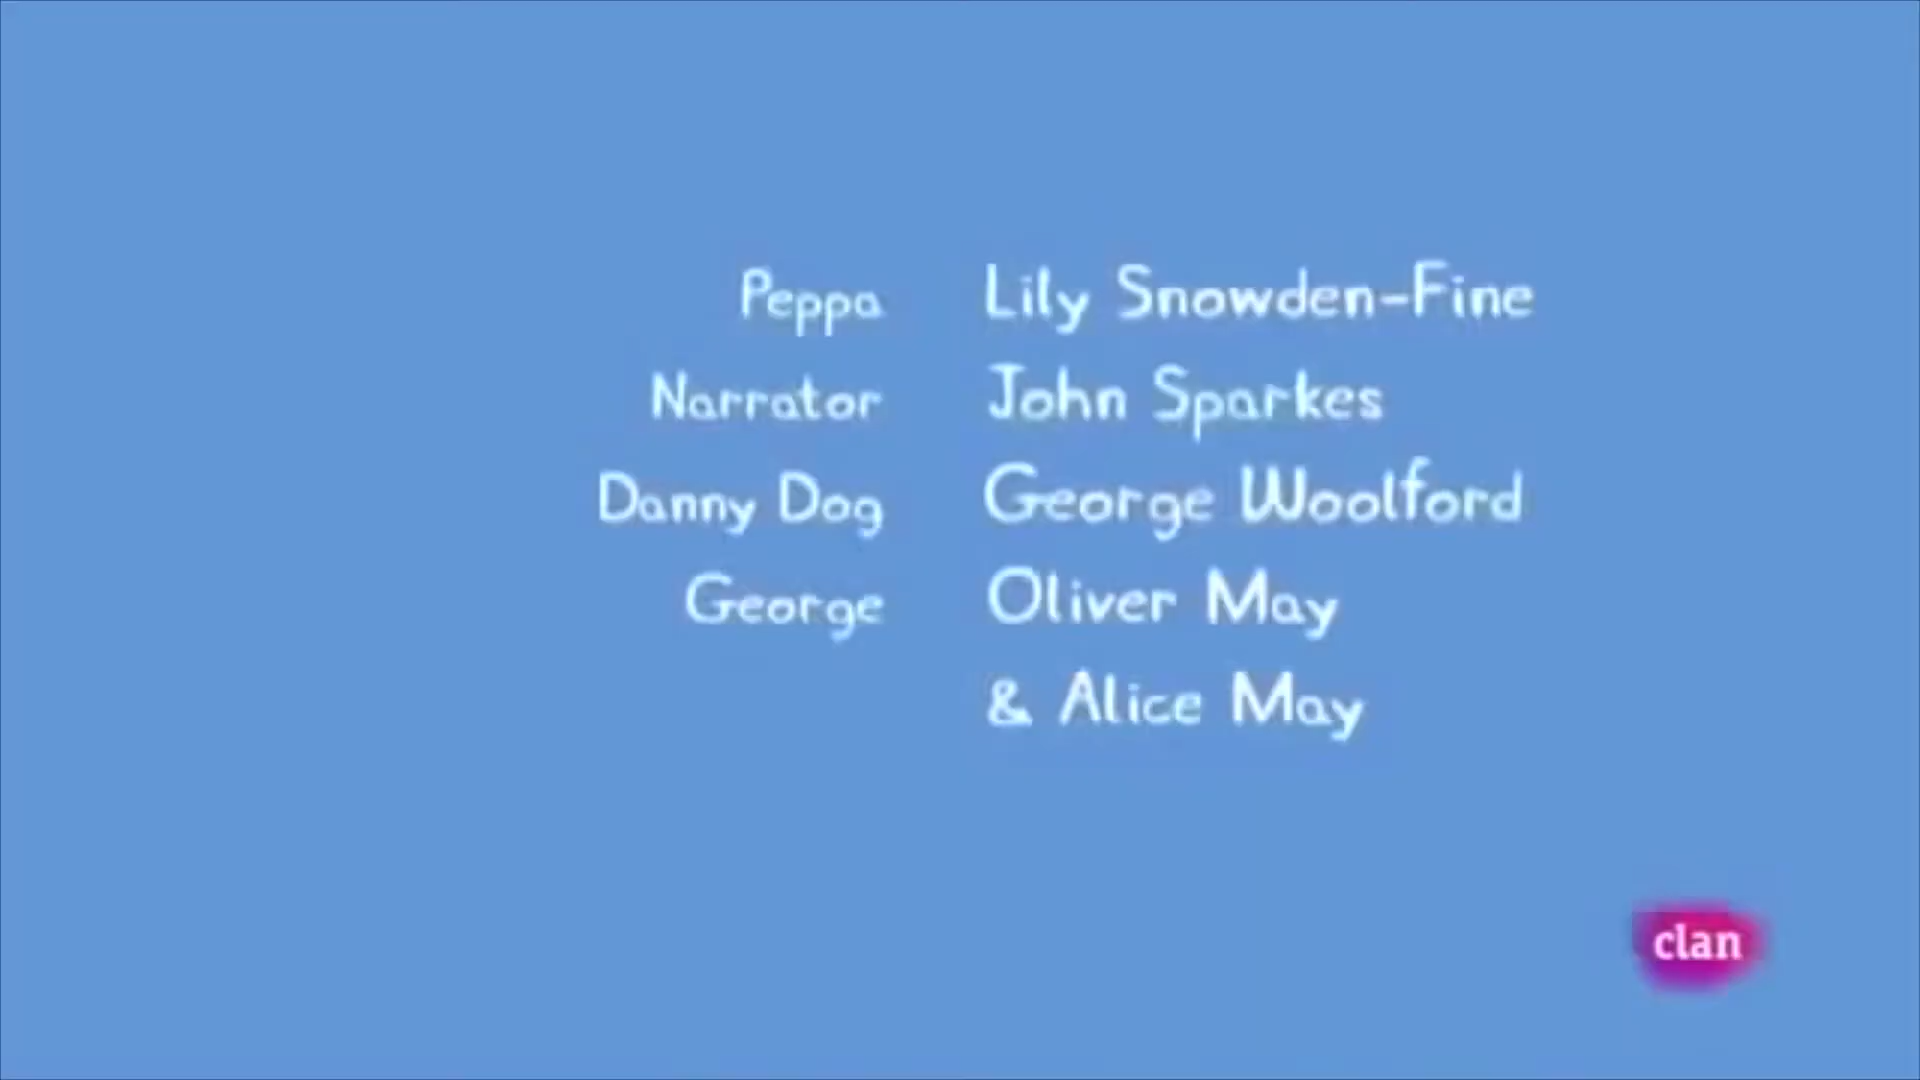 Peppa Lily Snowden-Fine
Narrator John Sparkes
Danny Dog George Woolford
George Oliver May
& Alice May
clan